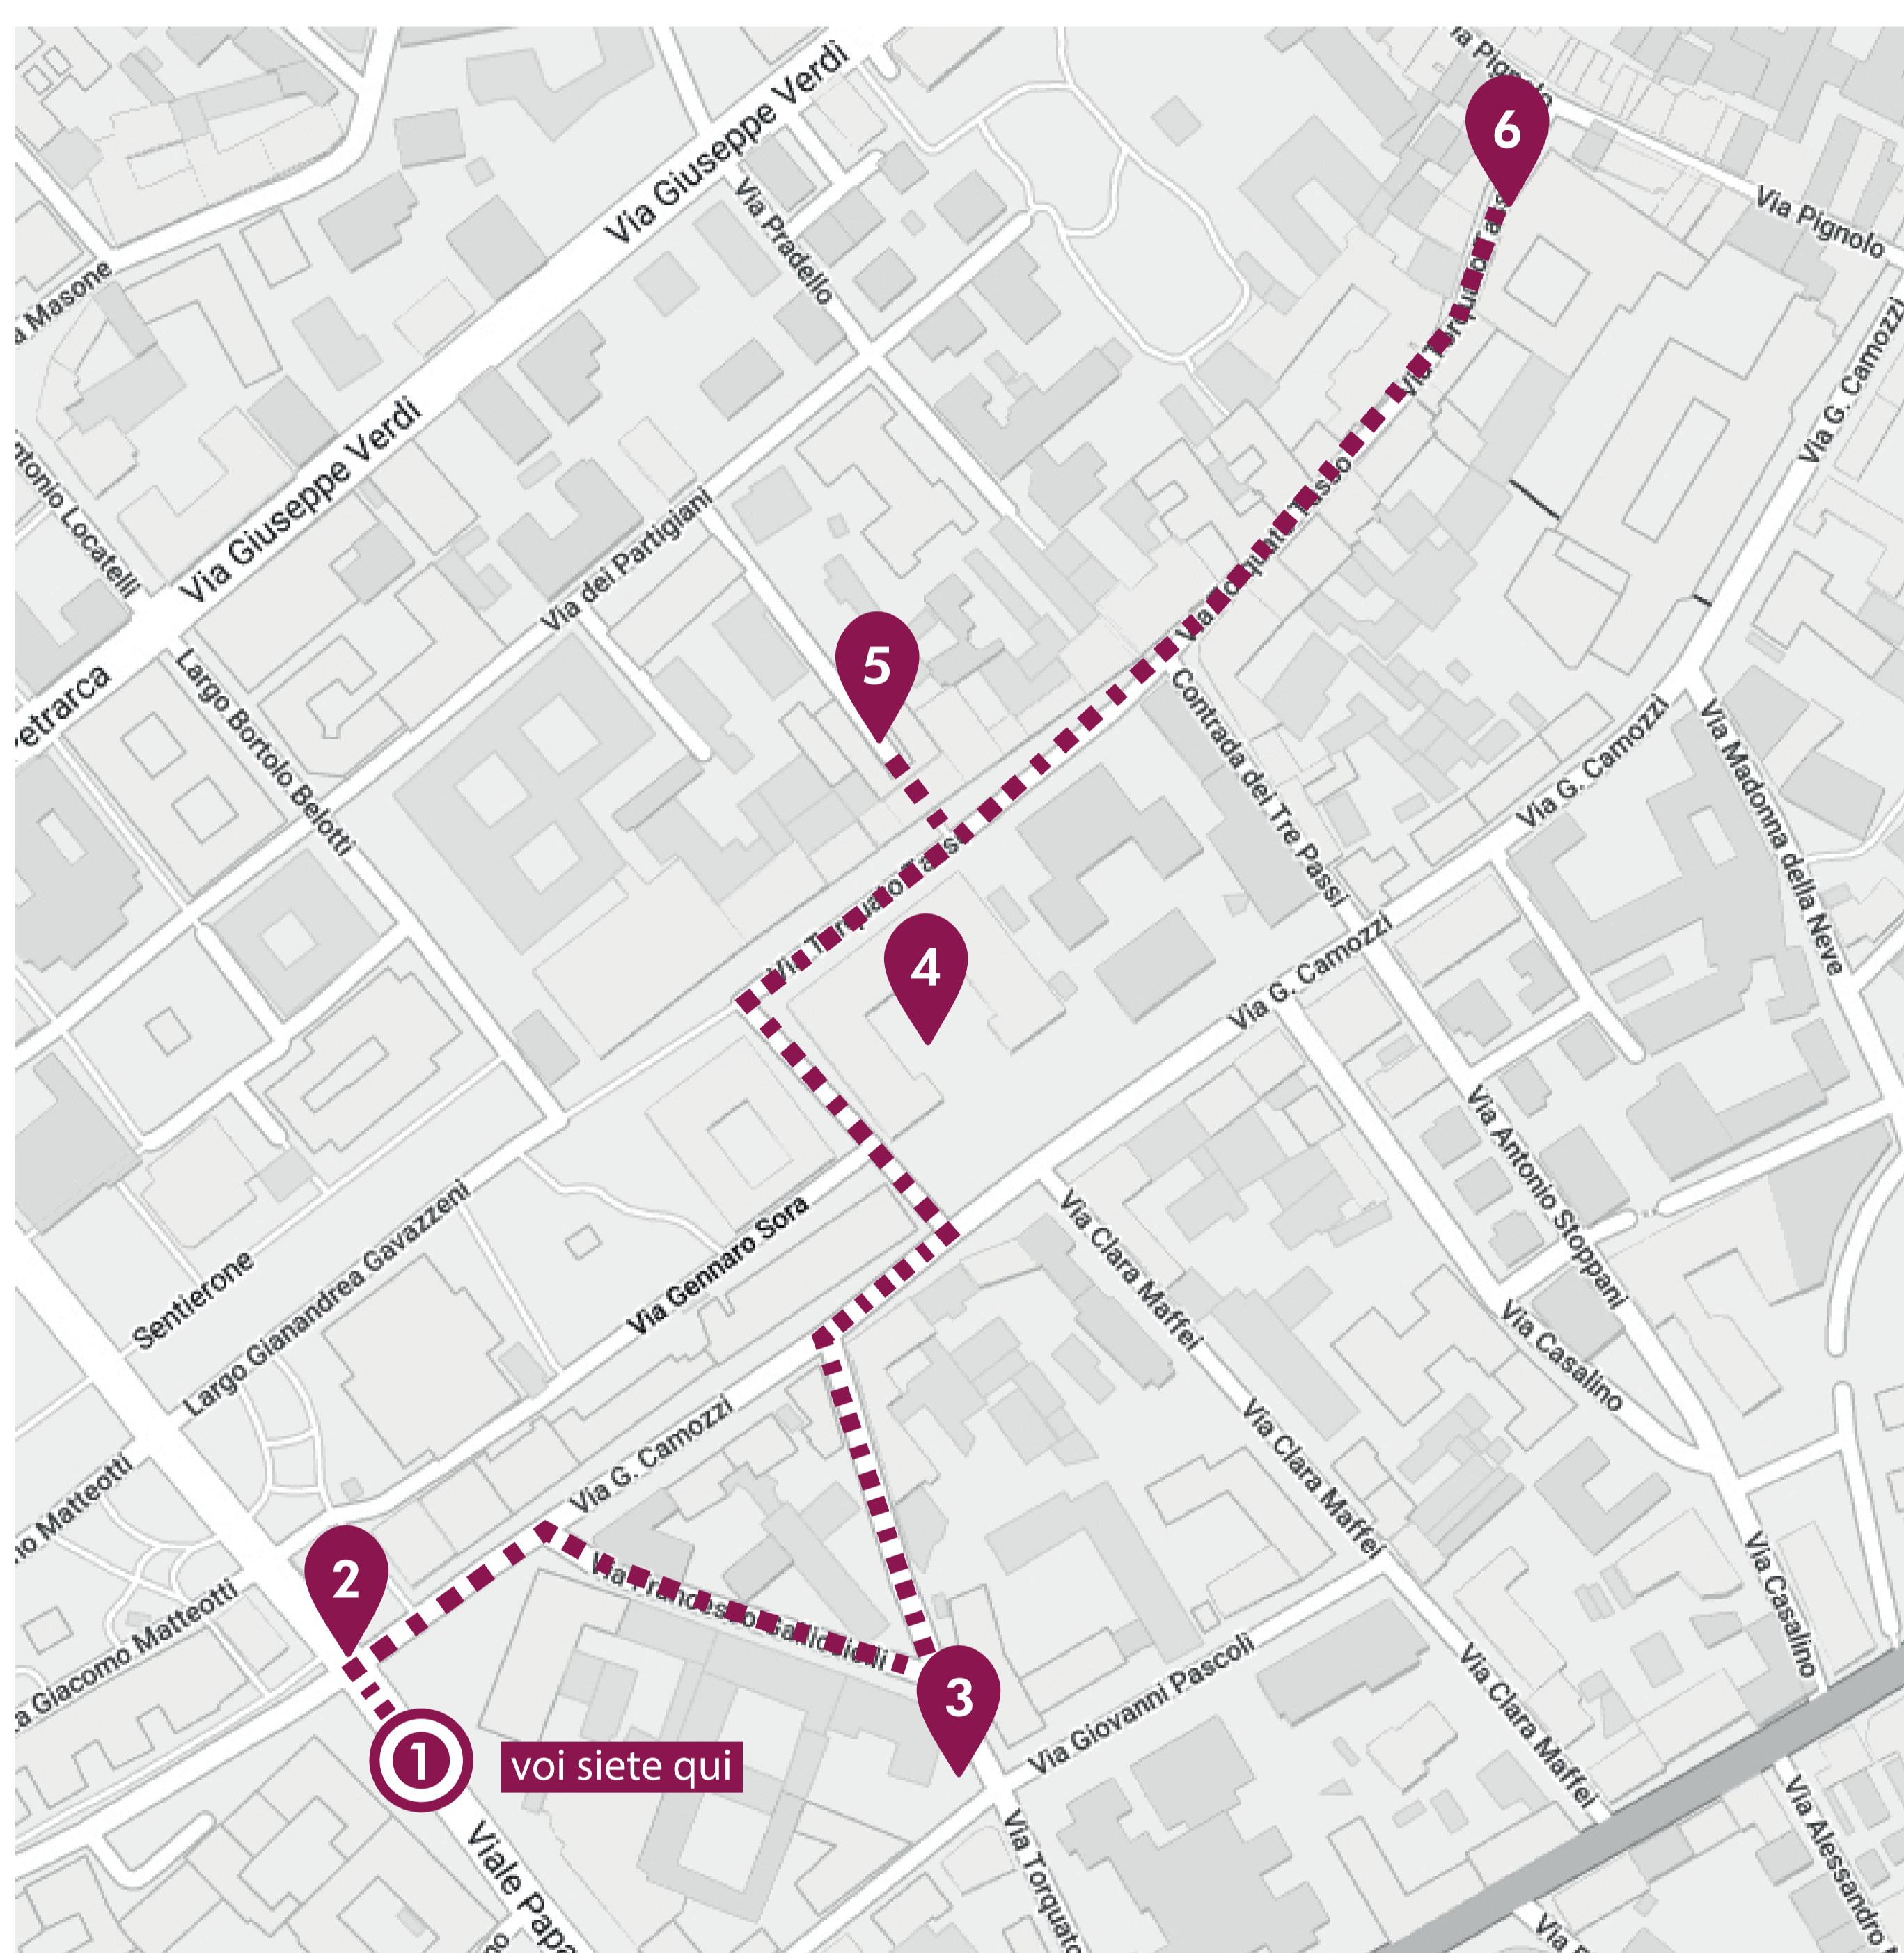 Via Giuseppe Verdi
6
Via Pignolo
Via Pradello
Masone
Via G. Camozzi
Via Giuseppe Verdi
Locatelli
Via dei Partigiani
Via Torquato Tasso
5
Largo Bortolo Belotti
Contrada dei Tre Passi
Via G. Camozzi
Via Madonna della Neve
4
Via G. Camozzi
Via Antonio Stoppani
Via Gennaro Sora
Via Clara Maffei
Sentierone
Largo Gianandrea Gavazzeni
Via Casalino
Via G. Camozzi
Via Clara Maffei
Matteotti
2
Giacomo Matteotti
Via Casalino
3
Via Giovanni Pascoli
Via Clara Maffei
1
voi siete qui
Viale Papa
Via Torquato
Via Alessandro